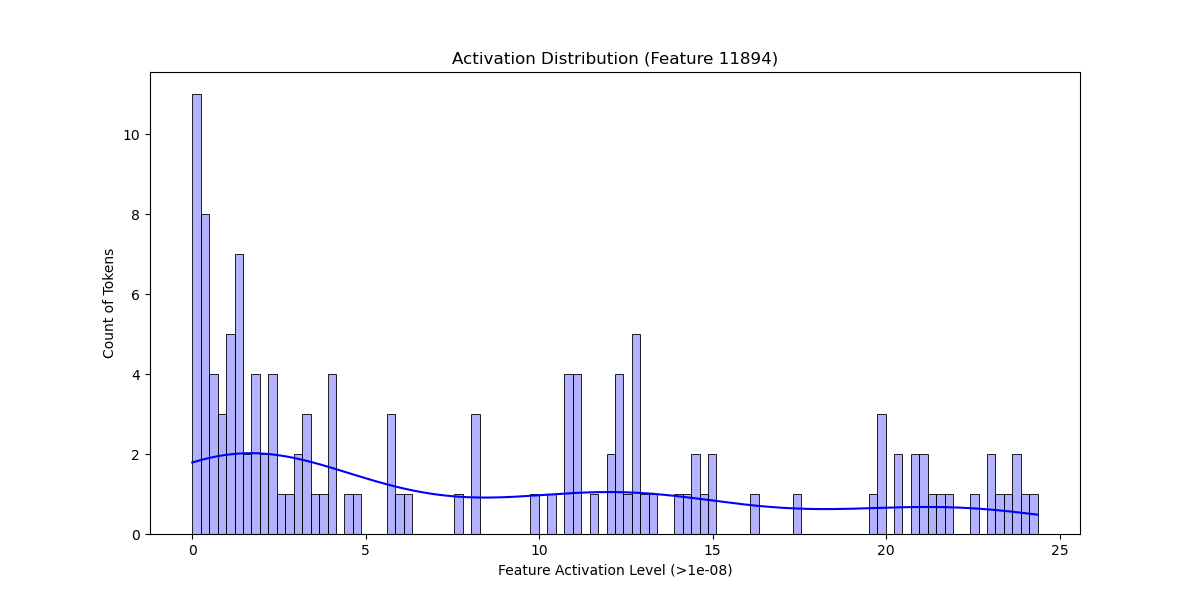 Activation Distribution (Feature 11894)
Count of Tokens
10
8
6
4
2
0
0 5 10 15 20 25
Feature Activation Level (>1e-08)